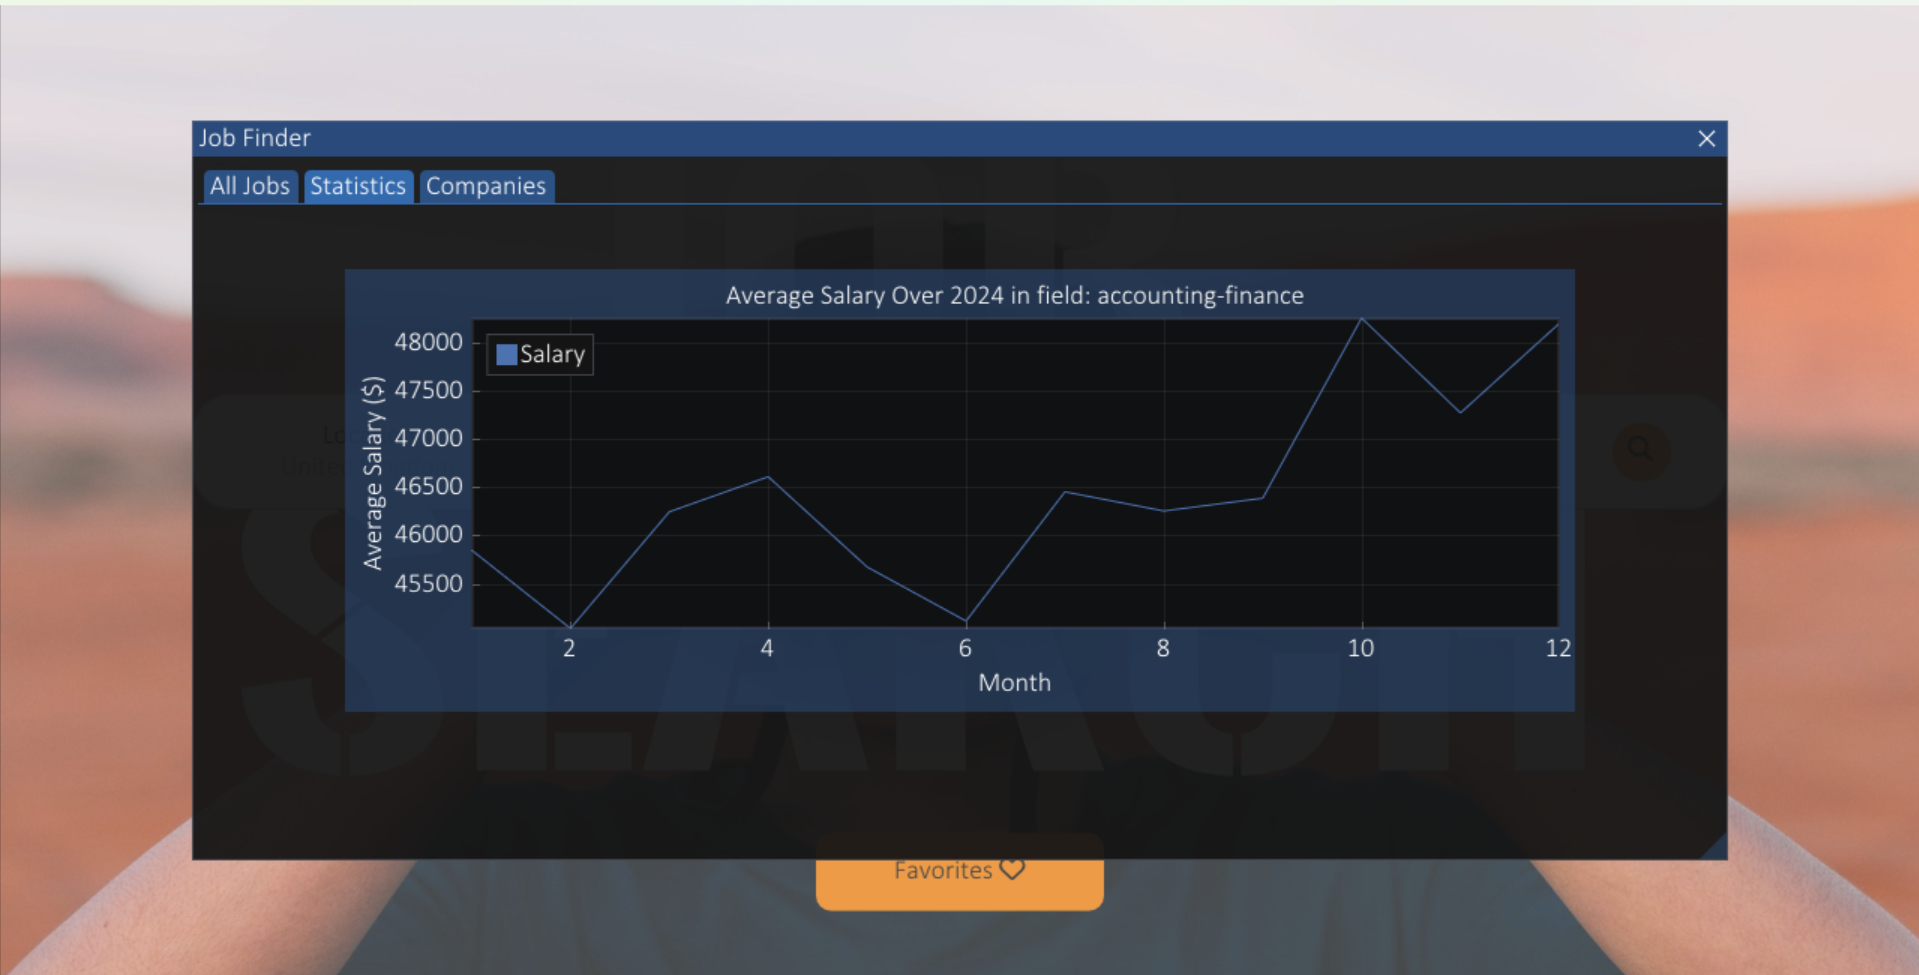 Job Finder
All Jobs Statistics Companies
Average Salary Over 2024 in field: accounting-finance
Salary
Average Salary ($)
48000
47500
47000
46500
46000
45500
2 4 6 8 10 12
Month
SEARCH
Favorites